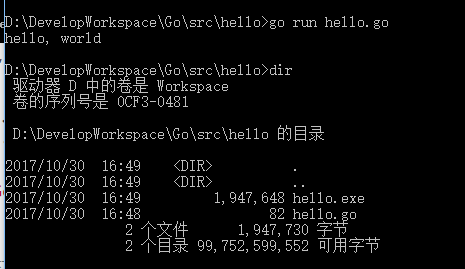 D:\DevelopWorkspace\Go\src\hello>go run hello.go
hello, world
D:\DevelopWorkspace\Go\src\hello>dir
驱动器 D 中的卷是 Workspace
卷的序列号是 0CF3-0481
D:\DevelopWorkspace\Go\src\hello 的目录
2017/10/30  16:49    <DIR>          .
2017/10/30  16:49    <DIR>          ..
2017/10/30  16:49         1,947,648 hello.exe
2017/10/30  16:48                82 hello.go
2 个文件      1,947,730 字节
2 个目录 99,752,599,552 可用字节